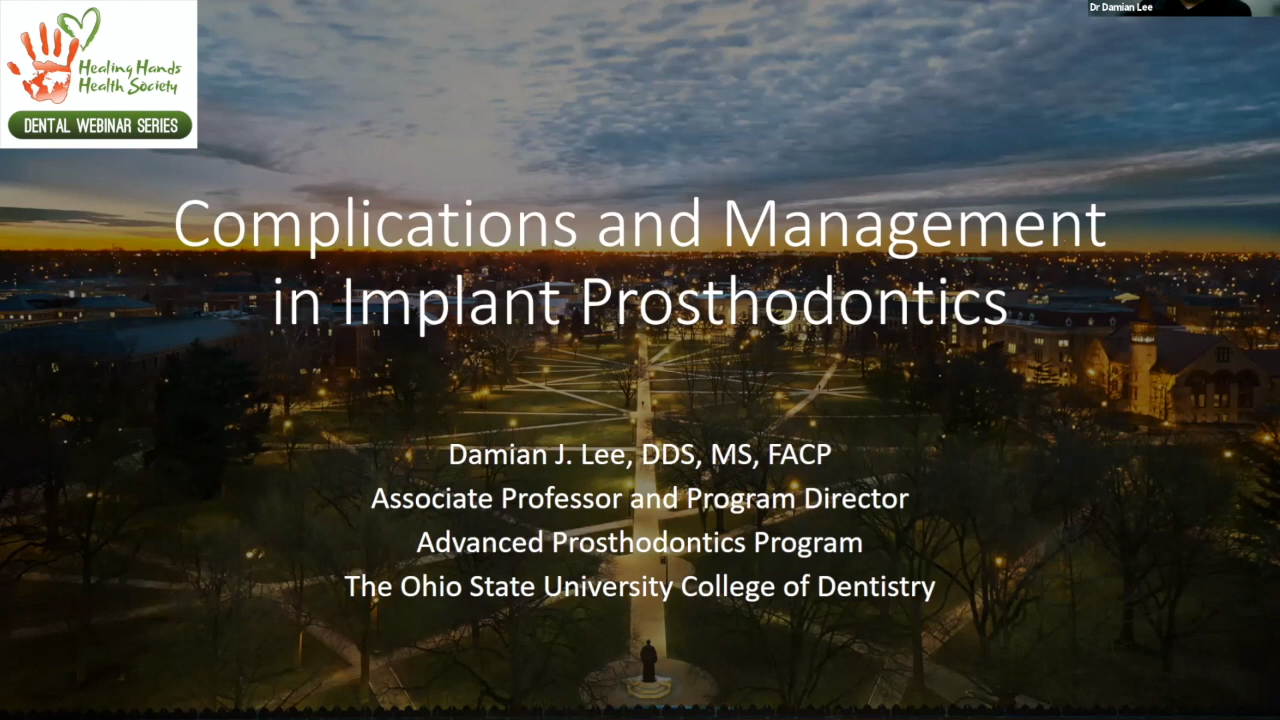 Dr Damian Lee
Healing Hands
Health Society
DENTAL WEBINAR SERIES
Complications and Management
in Implant Prosthodontics
Damian J. Lee, DDS, MS, FACP
Associate Professor and Program Director
Advanced Prosthodontics Program
The Ohio State University College of Dentistry